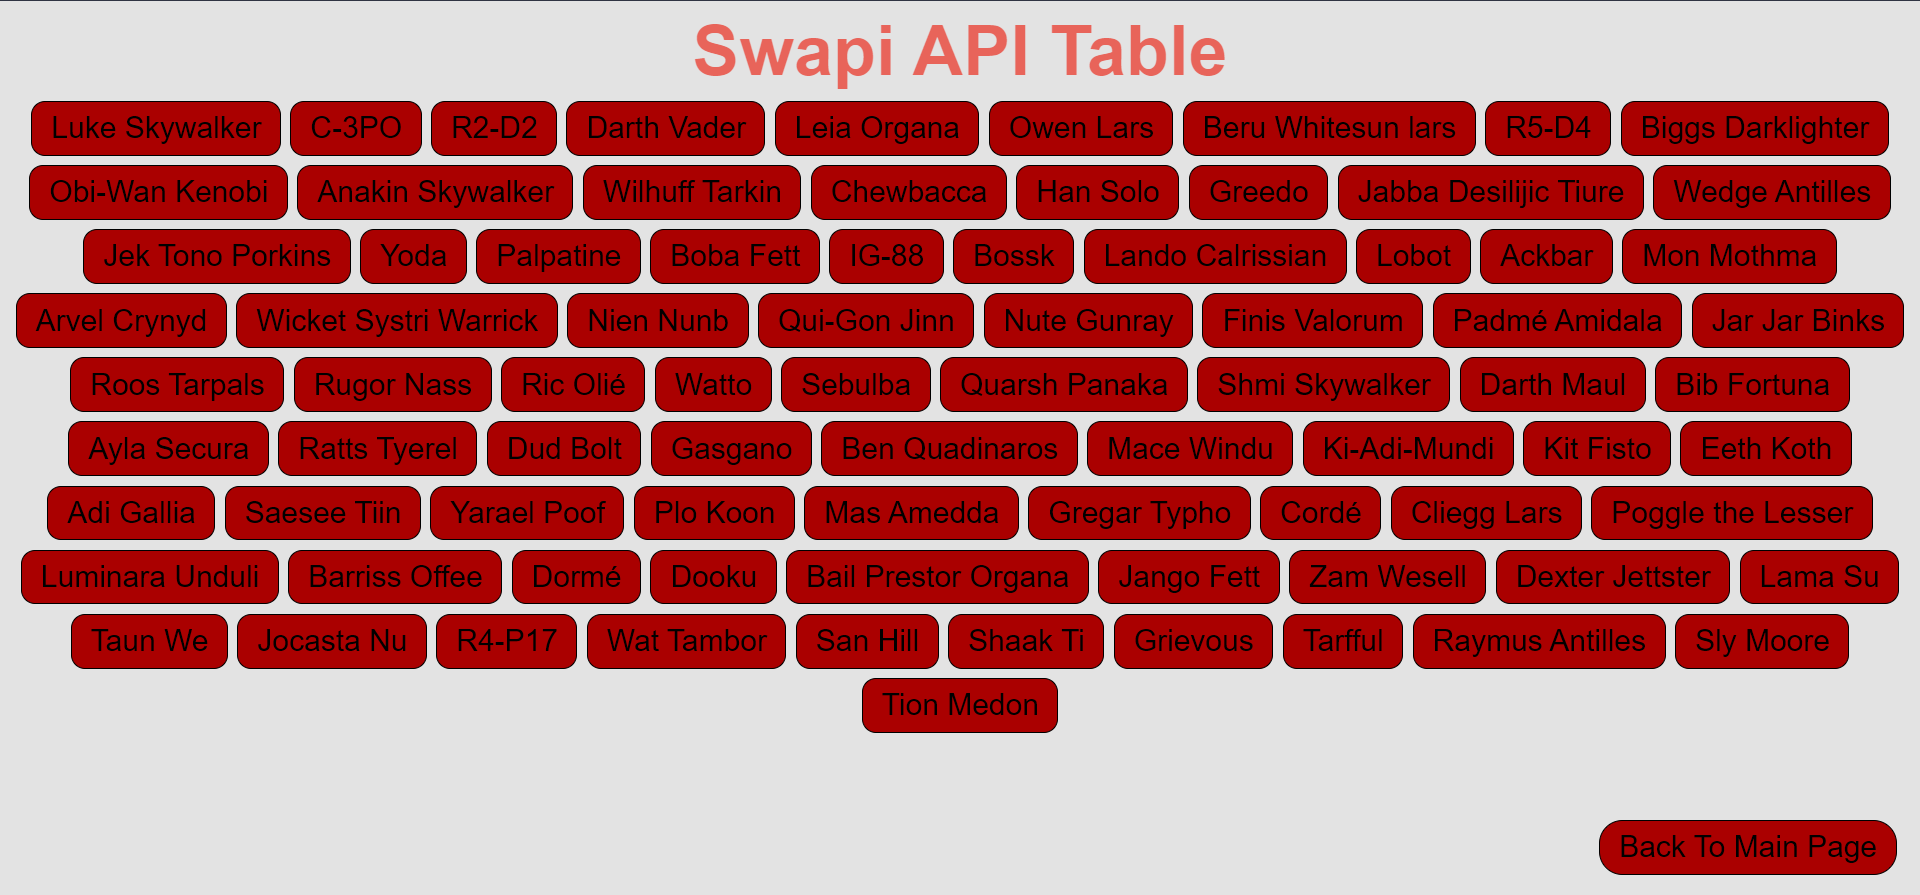 Swapi API Table
Luke Skywalker C-3PO R2-D2 Darth Vader Leia Organa Owen Lars Beru Whitesun lars R5-D4 Biggs Darklighter
Obi-Wan Kenobi Anakin Skywalker Wilhuff Tarkin Chewbacca Han Solo Greedo Jabba Desilijic Tiure Wedge Antilles
Jek Tono Porkins Yoda Palpatine Boba Fett IG-88 Bossk Lando Calrissian Lobot Ackbar Mon Mothma
Arvel Crynyd Wicket Systri Warrick Nien Nunb Qui-Gon Jinn Nute Gunray Finis Valorum Padmé Amidala Jar Jar Binks
Roos Tarpals Rugor Nass Ric Olié Watto Sebulba Quarsh Panaka Shmi Skywalker Darth Maul Bib Fortuna
Ayla Secura Ratts Tyerel Dud Bolt Gasgano Ben Quadinaros Mace Windu Ki-Adi-Mundi Kit Fisto Eeth Koth
Adi Gallia Saesee Tiin Yarael Poof Plo Koon Mas Amedda Gregar Typho Cordé Cliegg Lars Poggle the Lesser
Luminara Unduli Barriss Offee Dormé Dooku Bail Prestor Organa Jango Fett Zam Wesell Dexter Jettster Lama Su
Taun We Jocasta Nu R4-P17 Wat Tambor San Hill Shaak Ti Grievous Tarfful Raymus Antilles Sly Moore
Tion Medon
Back To Main Page